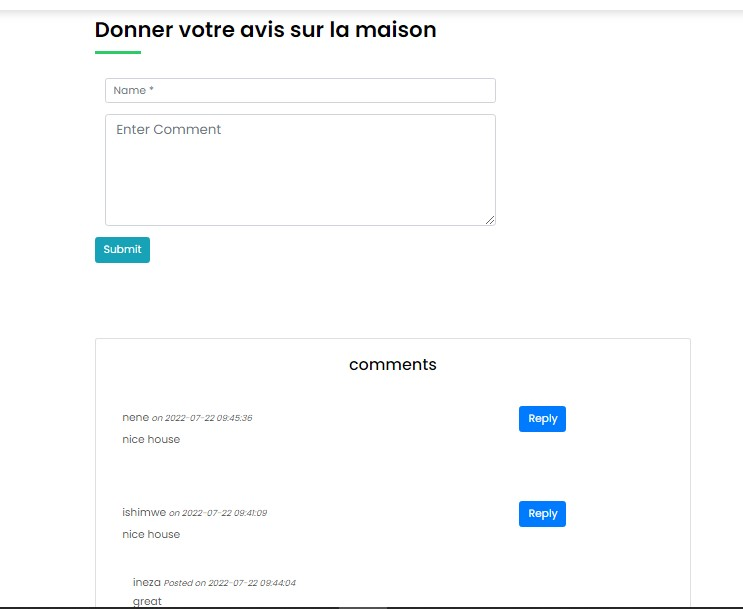 Donner votre avis sur la maison
Name *
Enter Comment
Submit
comments
nene on 2022-07-22 09:45:36
Reply
nice house
ishimwe on 2022-07-22 09:41:09
Reply
nice house
ineza Posted on 2022-07-22 09:44:04
great